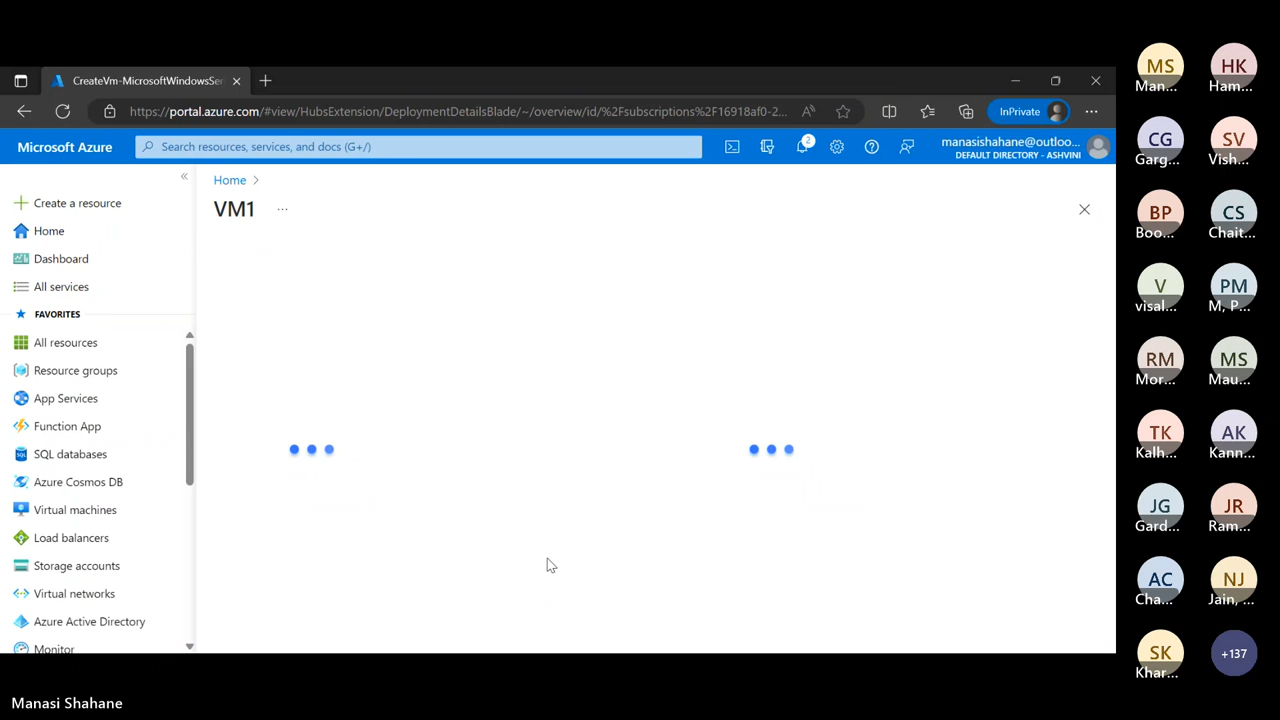 CreateVm-MicrosoftWindowsSer
https://portal.azure.com/#view/HubsExtension/DeploymentDetailsBlade/~/overview/id/%2Fsubscriptions%2F16918af0-2...
InPrivate
Microsoft Azure
Search resources, services, and docs (G+/)
2
manasishahane@outloo...
DEFAULT DIRECTORY - ASHVINI
Home
VM1
...
Create a resource
Home
Dashboard
All services
FAVORITES
All resources
Resource groups
App Services
Function App
SQL databases
Azure Cosmos DB
Virtual machines
Load balancers
Storage accounts
Virtual networks
Azure Active Directory
Monitor
MS HK
Man... Ham...
CG SV
Garg... Vish...
BP CS
Boo... Chait...
V PM
visal... M, P...
RM MS
Mor... Mau...
TK AK
Kalh... Kann...
JG JR
Gard... Ram...
AC NJ
Cha... Jain, ...
SK +137
Khar...
Manasi Shahane